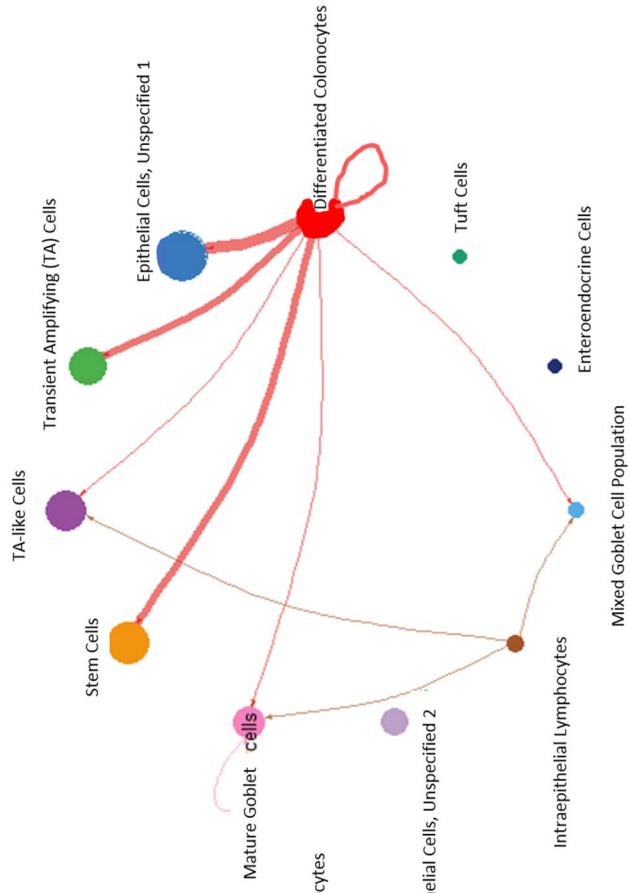 Differentiated Colonocytes
Epithelial Cells, Unspecified 1
Transient Amplifying (TA) Cells
TA-like Cells
Stem Cells
Mature Goblet cells
cytes
helial Cells, Unspecified 2
Intraepithelial Lymphocytes
Mixed Goblet Cell Population
Enteroendocrine Cells
Tuft Cells